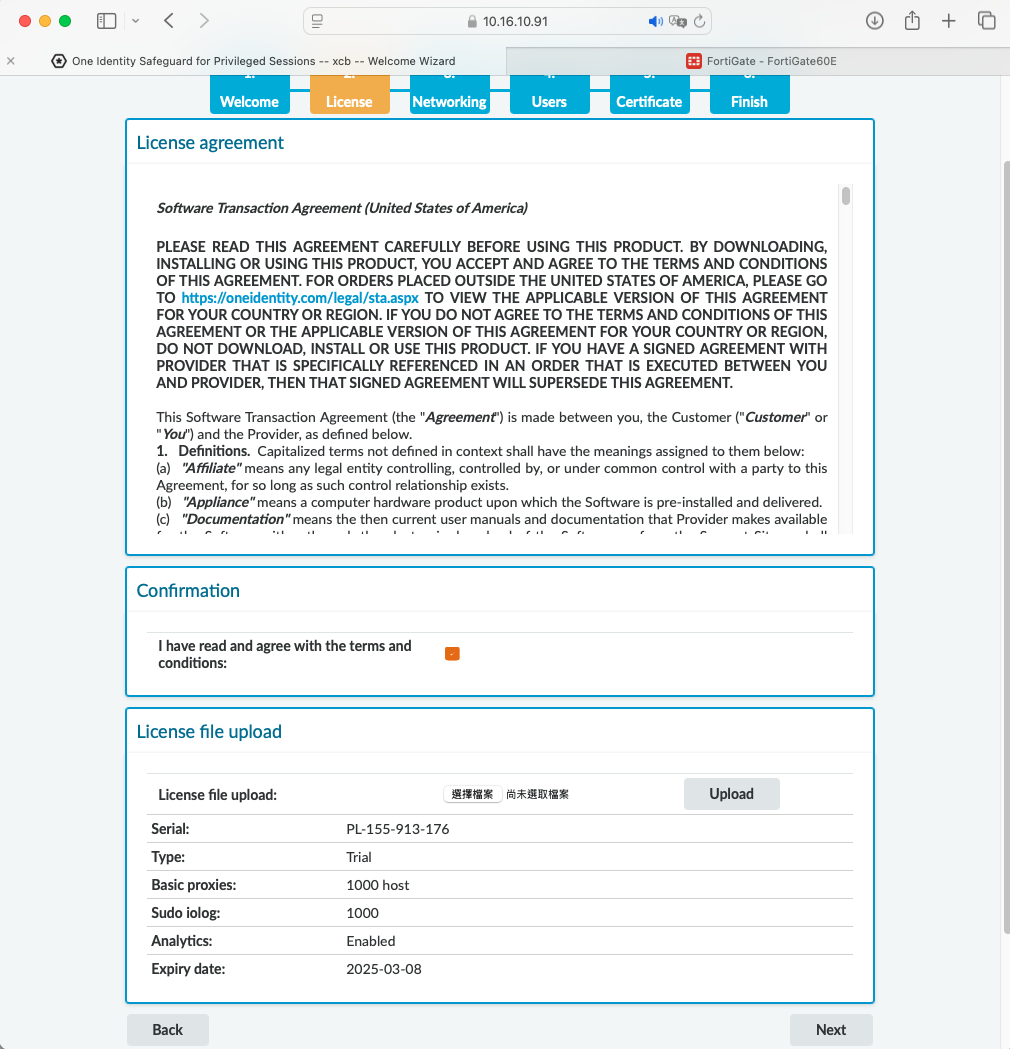 10.16.10.91
One Identity Safeguard for Privileged Sessions -- xcb -- Welcome Wizard
FortiGate - FortiGate60E
Welcome
License
Networking
Users
Certificate
Finish
License agreement
Software Transaction Agreement (United States of America)
PLEASE READ THIS AGREEMENT CAREFULLY BEFORE USING THIS PRODUCT. BY DOWNLOADING,
INSTALLING OR USING THIS PRODUCT, YOU ACCEPT AND AGREE TO THE TERMS AND CONDITIONS
OF THIS AGREEMENT. FOR ORDERS PLACED OUTSIDE THE UNITED STATES OF AMERICA, PLEASE GO
TO https://oneidentity.com/legal/sta.aspx TO VIEW THE APPLICABLE VERSION OF THIS AGREEMENT
FOR YOUR COUNTRY OR REGION. IF YOU DO NOT AGREE TO THE TERMS AND CONDITIONS OF THIS
AGREEMENT OR THE APPLICABLE VERSION OF THIS AGREEMENT FOR YOUR COUNTRY OR REGION,
DO NOT DOWNLOAD, INSTALL OR USE THIS PRODUCT. IF YOU HAVE A SIGNED AGREEMENT WITH
PROVIDER THAT IS SPECIFICALLY REFERENCED IN AN ORDER THAT IS EXECUTED BETWEEN YOU
AND PROVIDER, THEN THAT SIGNED AGREEMENT WILL SUPERSEDE THIS AGREEMENT.
This Software Transaction Agreement (the "Agreement") is made between you, the Customer ("Customer" or
"You") and the Provider, as defined below.
1. Definitions. Capitalized terms not defined in context shall have the meanings assigned to them below:
(a) "Affiliate" means any legal entity controlling, controlled by, or under common control with a party to this
Agreement, for so long as such control relationship exists.
(b) "Appliance" means a computer hardware product upon which the Software is pre-installed and delivered.
(c) "Documentation" means the then current user manuals and documentation that Provider makes available
Confirmation
I have read and agree with the terms and
conditions:
License file upload
License file upload: 選擇檔案 尚未選取檔案 Upload
Serial: PL-155-913-176
Type: Trial
Basic proxies: 1000 host
Sudo iolog: 1000
Analytics: Enabled
Expiry date: 2025-03-08
Back Next